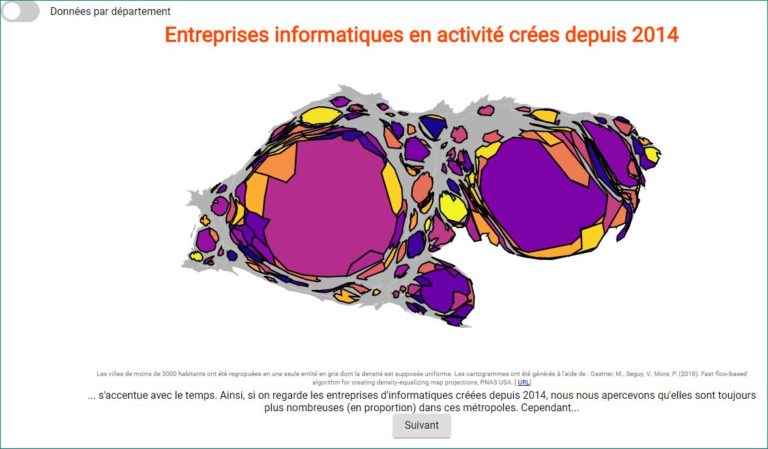 Données par département
Entreprises informatiques en activité crées depuis 2014
Les villes de moins de 5000 habitants ont été regropuées en une seule entité en gris dont la densité est supposée uniforme. Les cartogrammes ont été générés à l'aide de : Gastner, M., Seguy, V., More, P. (2018). Fast flow-based
algorithm for creating density-equalizing map projections, PNAS USA. [ URL]
... s'accentue avec le temps. Ainsi, si on regarde les entreprises d'informatiques créées depuis 2014, nous nous apercevons qu'elles sont toujours
plus nombreuses (en proportion) dans ces métropoles. Cependant...
Suivant